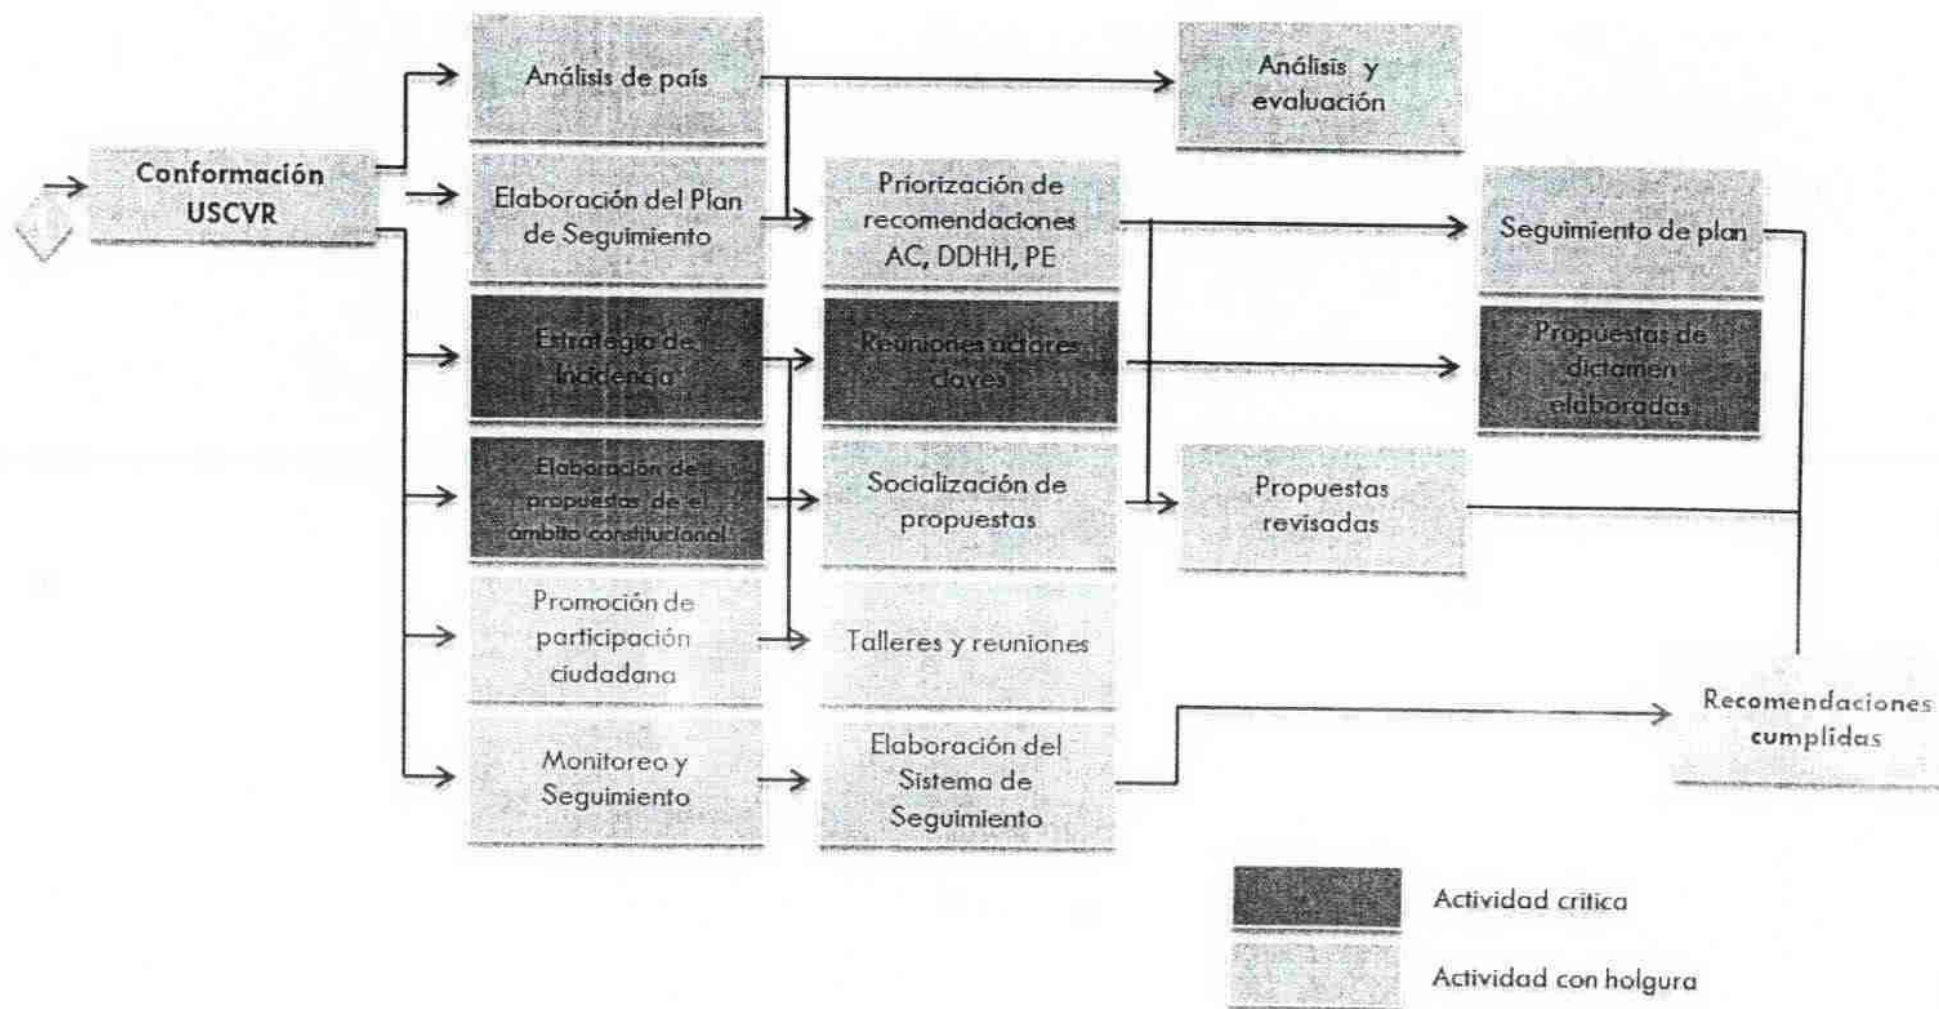 Conformación
USCVR
Análisis de país
Elaboración del Plan
de Seguimiento
Estrategia de
Incidencia
Elaboración de
propuestas de el
ámbito constitucional
Promoción de
participación
ciudadana
Monitoreo y
Seguimiento
Priorización de
recomendaciones
AC, DDHH, PE
Reuniones actores
claves
Socialización de
propuestas
Talleres y reuniones
Elaboración del
Sistema de
Seguimiento
Análisis y
evaluación
Propuestas
revisadas
Seguimiento de plan
Propuestas de
dictamen
elaboradas
Recomendaciones
cumplidas
Actividad crítica
Actividad con holgura